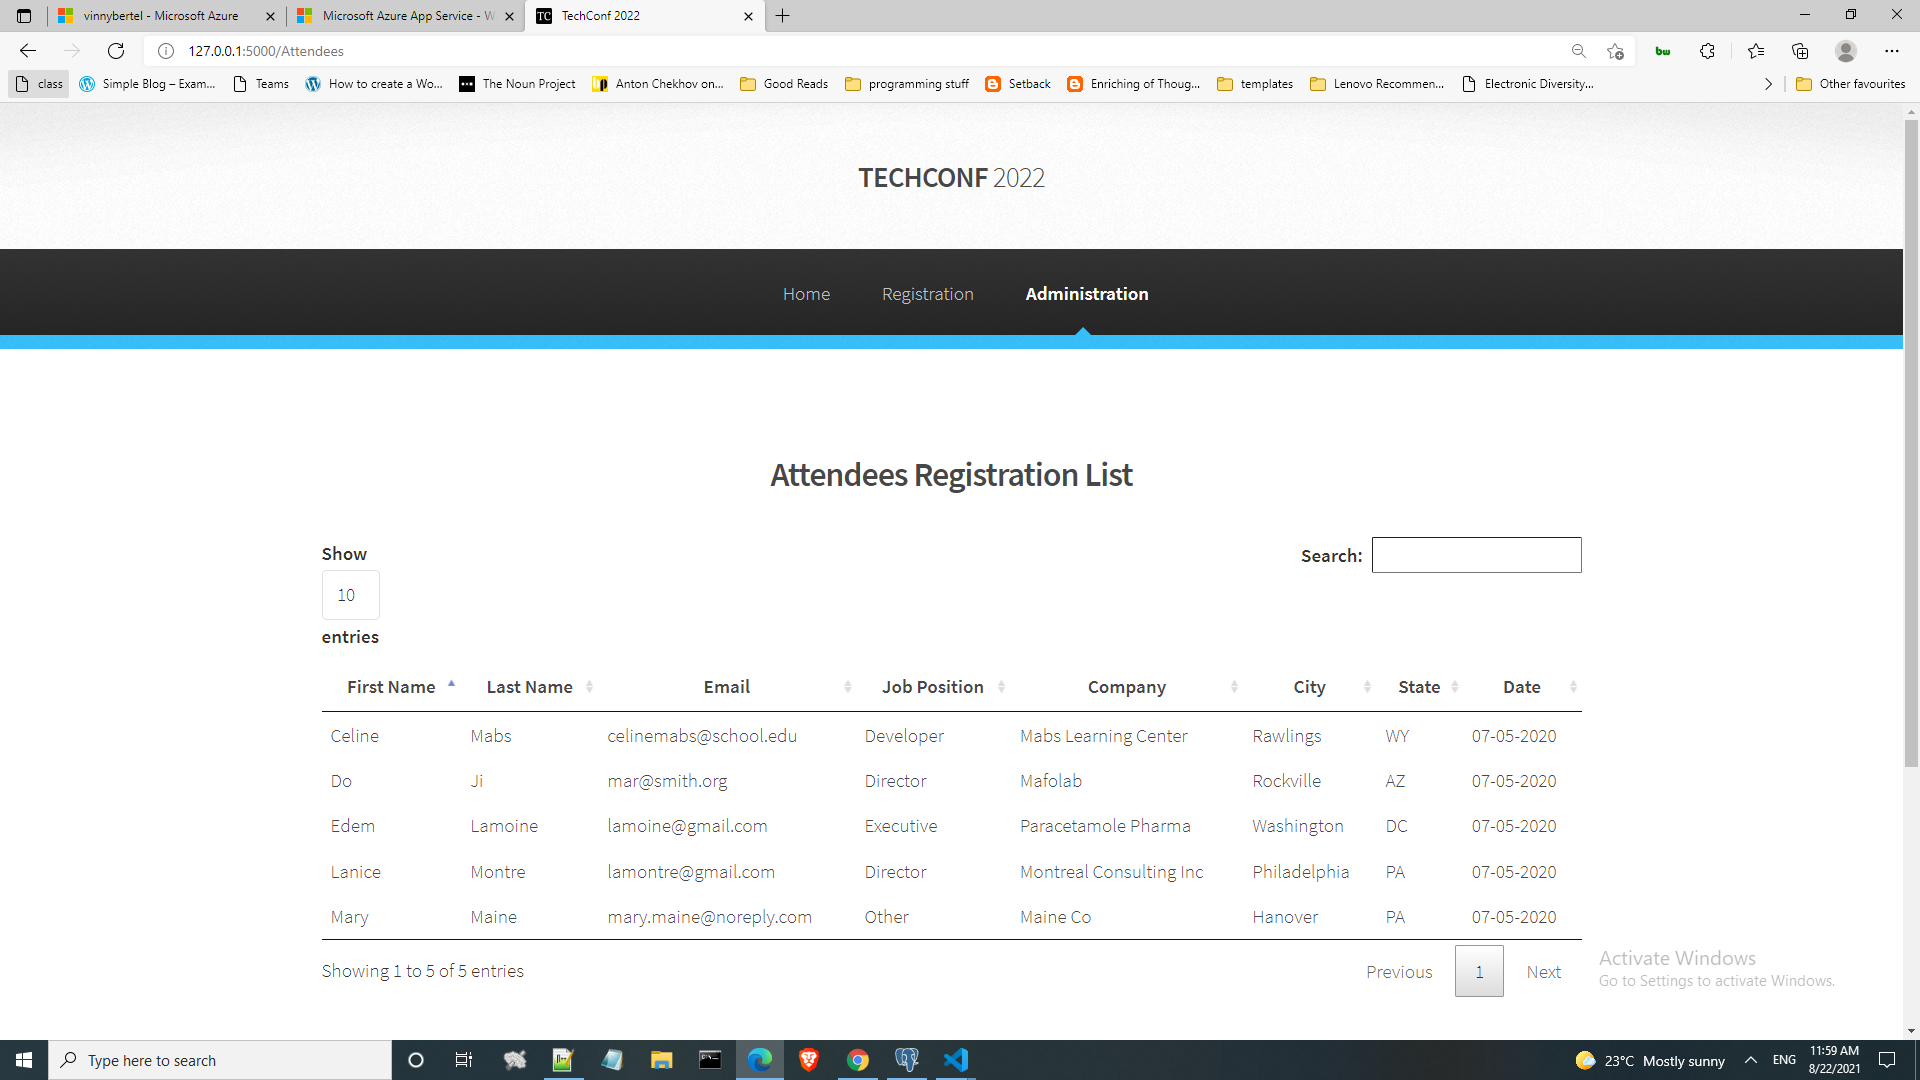 vinnybertel - Microsoft Azure
Microsoft Azure App Service - W
TC TechConf 2022
127.0.0.1:5000/Attendees
class Simple Blog – Exam... Teams How to create a Wo... The Noun Project Anton Chekhov on... Good Reads programming stuff Setback Enriching of Thoug... templates Lenovo Recommen... Electronic Diversity... Other favourites
TECHCONF 2022
Home Registration Administration
Attendees Registration List
Show
10
entries
Search:
First Name Last Name Email Job Position Company City State Date
Celine Mabs celinemabs@school.edu Developer Mabs Learning Center Rawlings WY 07-05-2020
Do Ji mar@smith.org Director Mafolab Rockville AZ 07-05-2020
Edem Lamoine lamoine@gmail.com Executive Paracetamole Pharma Washington DC 07-05-2020
Lanice Montre lamontre@gmail.com Director Montreal Consulting Inc Philadelphia PA 07-05-2020
Mary Maine mary.maine@noreply.com Other Maine Co Hanover PA 07-05-2020
Showing 1 to 5 of 5 entries
Previous 1 Next
Activate Windows
Go to Settings to activate Windows.
Type here to search
23°C Mostly sunny
ENG
11:59 AM
8/22/2021